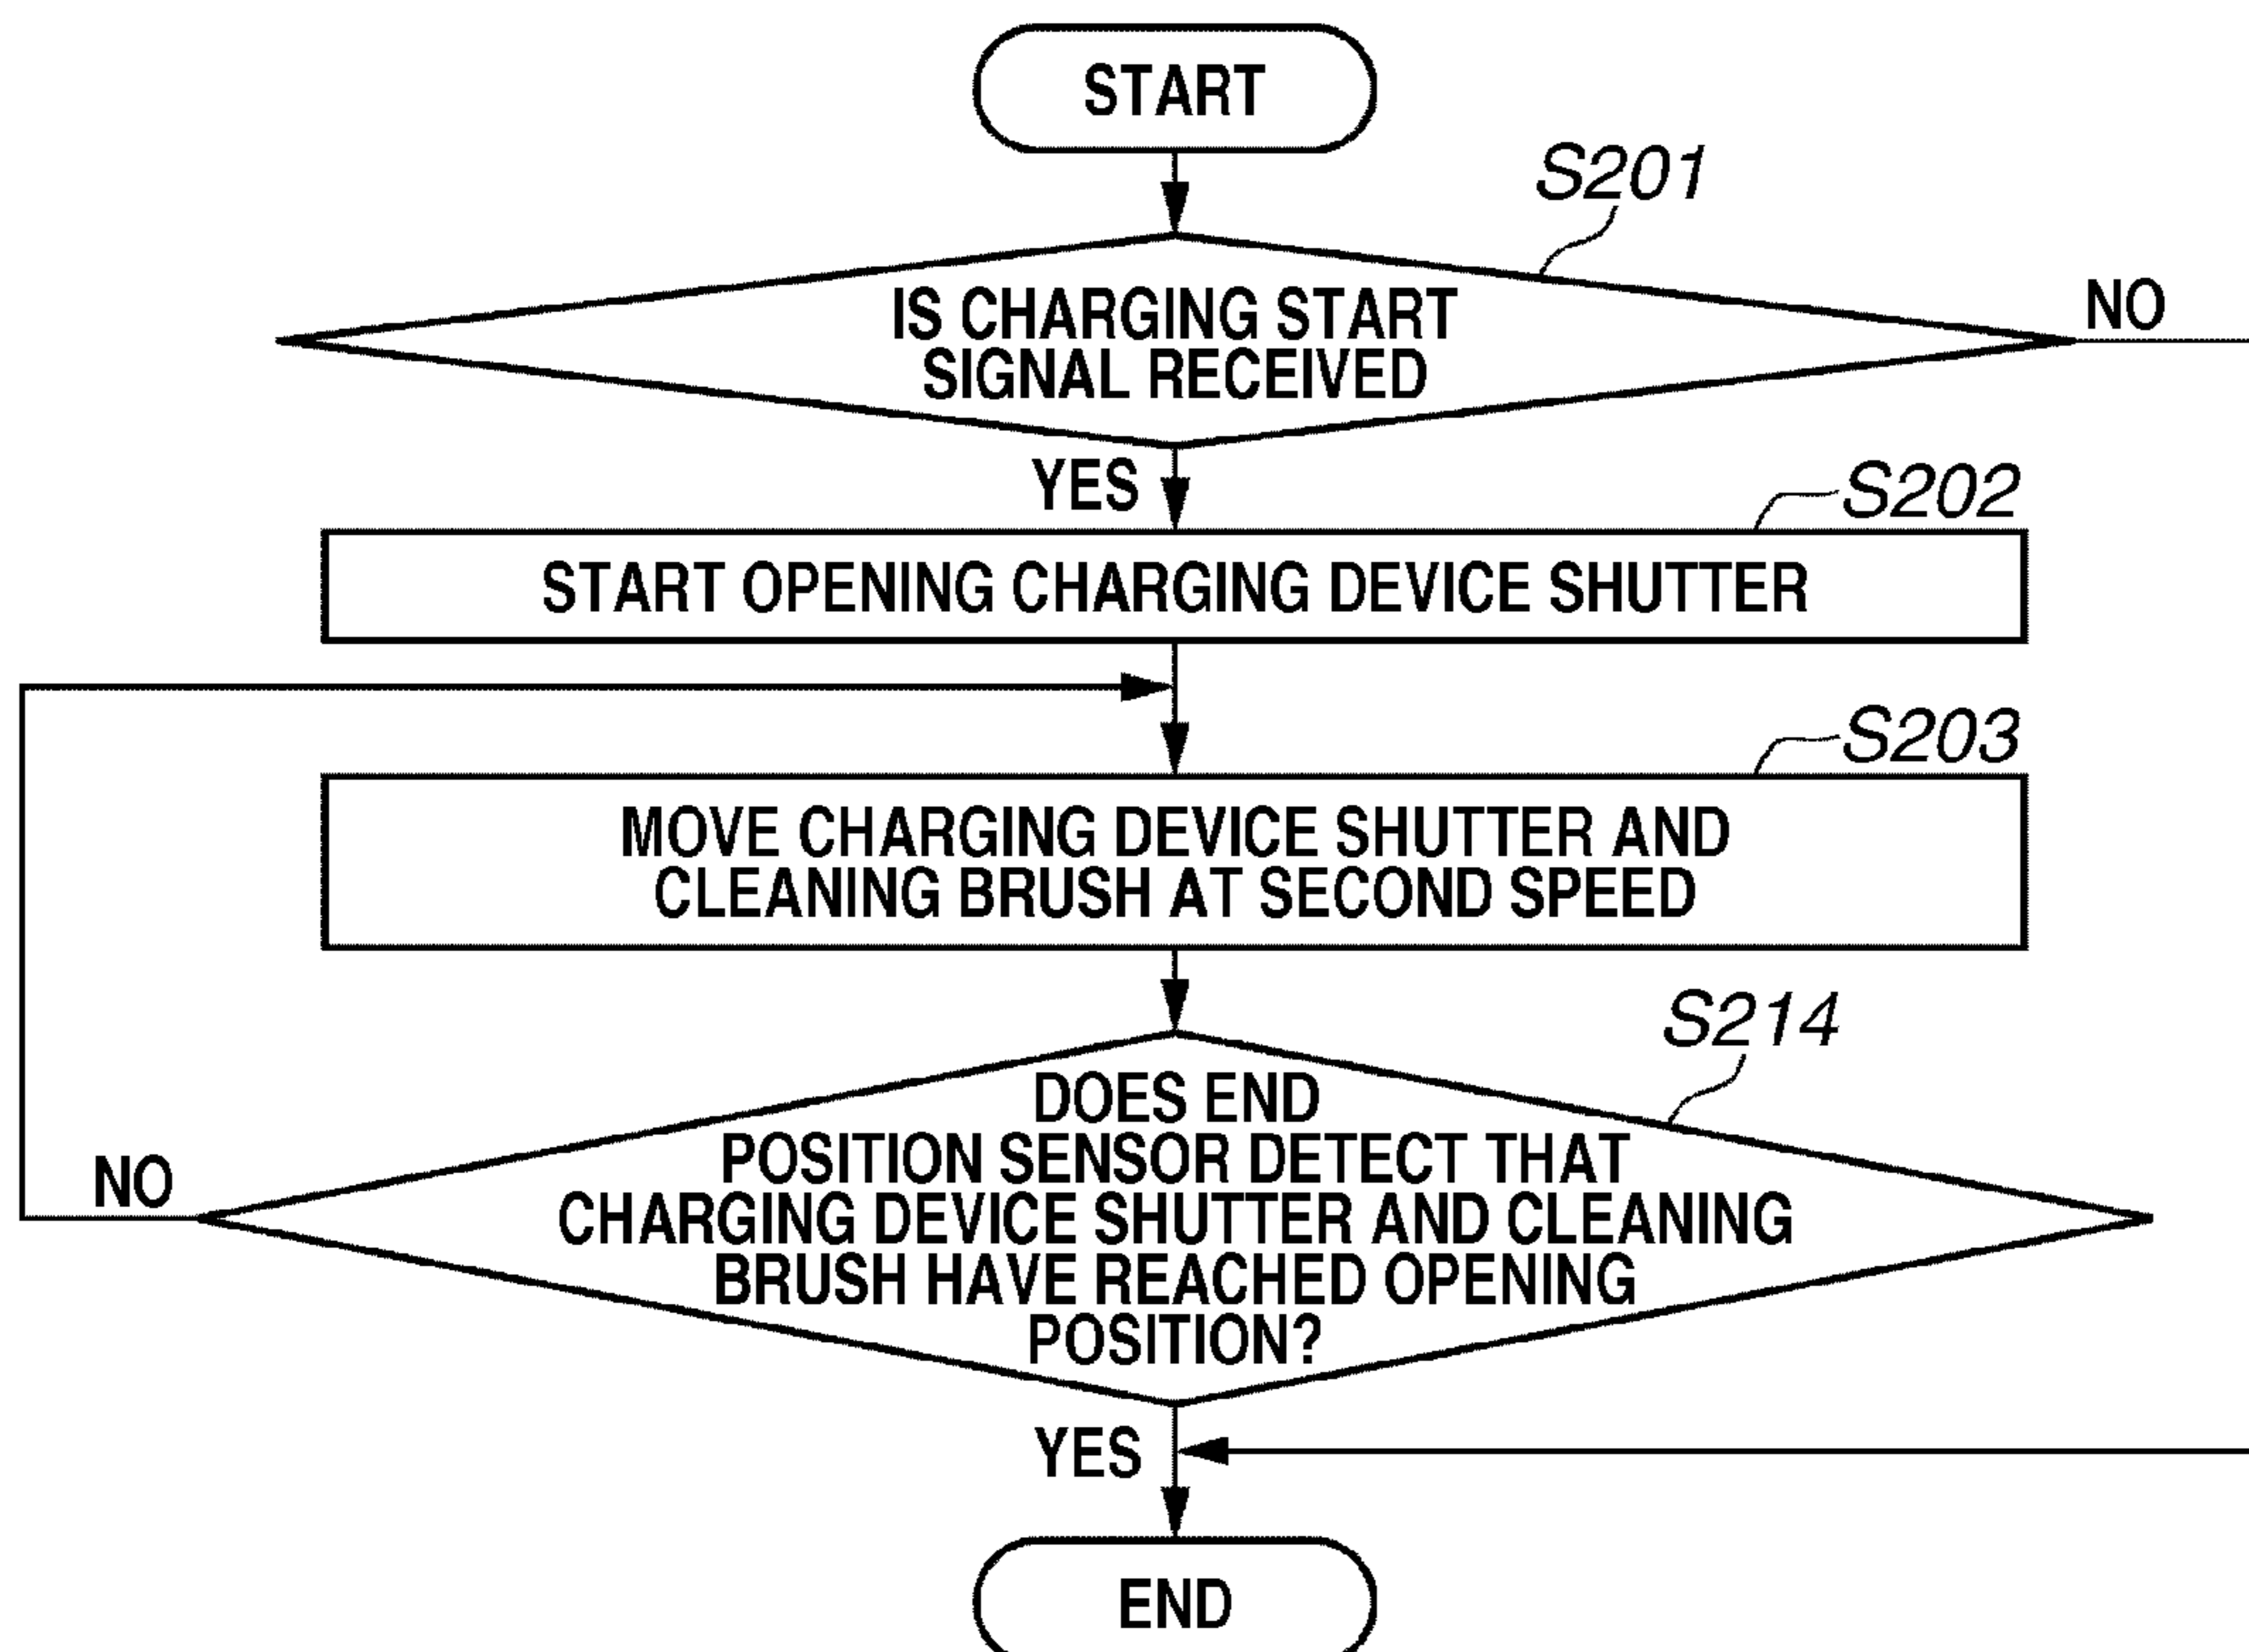 START
S201
IS CHARGING START
SIGNAL RECEIVED
NO
YES
S202
START OPENING CHARGING DEVICE SHUTTER
S203
MOVE CHARGING DEVICE SHUTTER AND
CLEANING BRUSH AT SECOND SPEED
S214
DOES END
POSITION SENSOR DETECT THAT
CHARGING DEVICE SHUTTER AND CLEANING
BRUSH HAVE REACHED OPENING
POSITION?
NO
YES
END